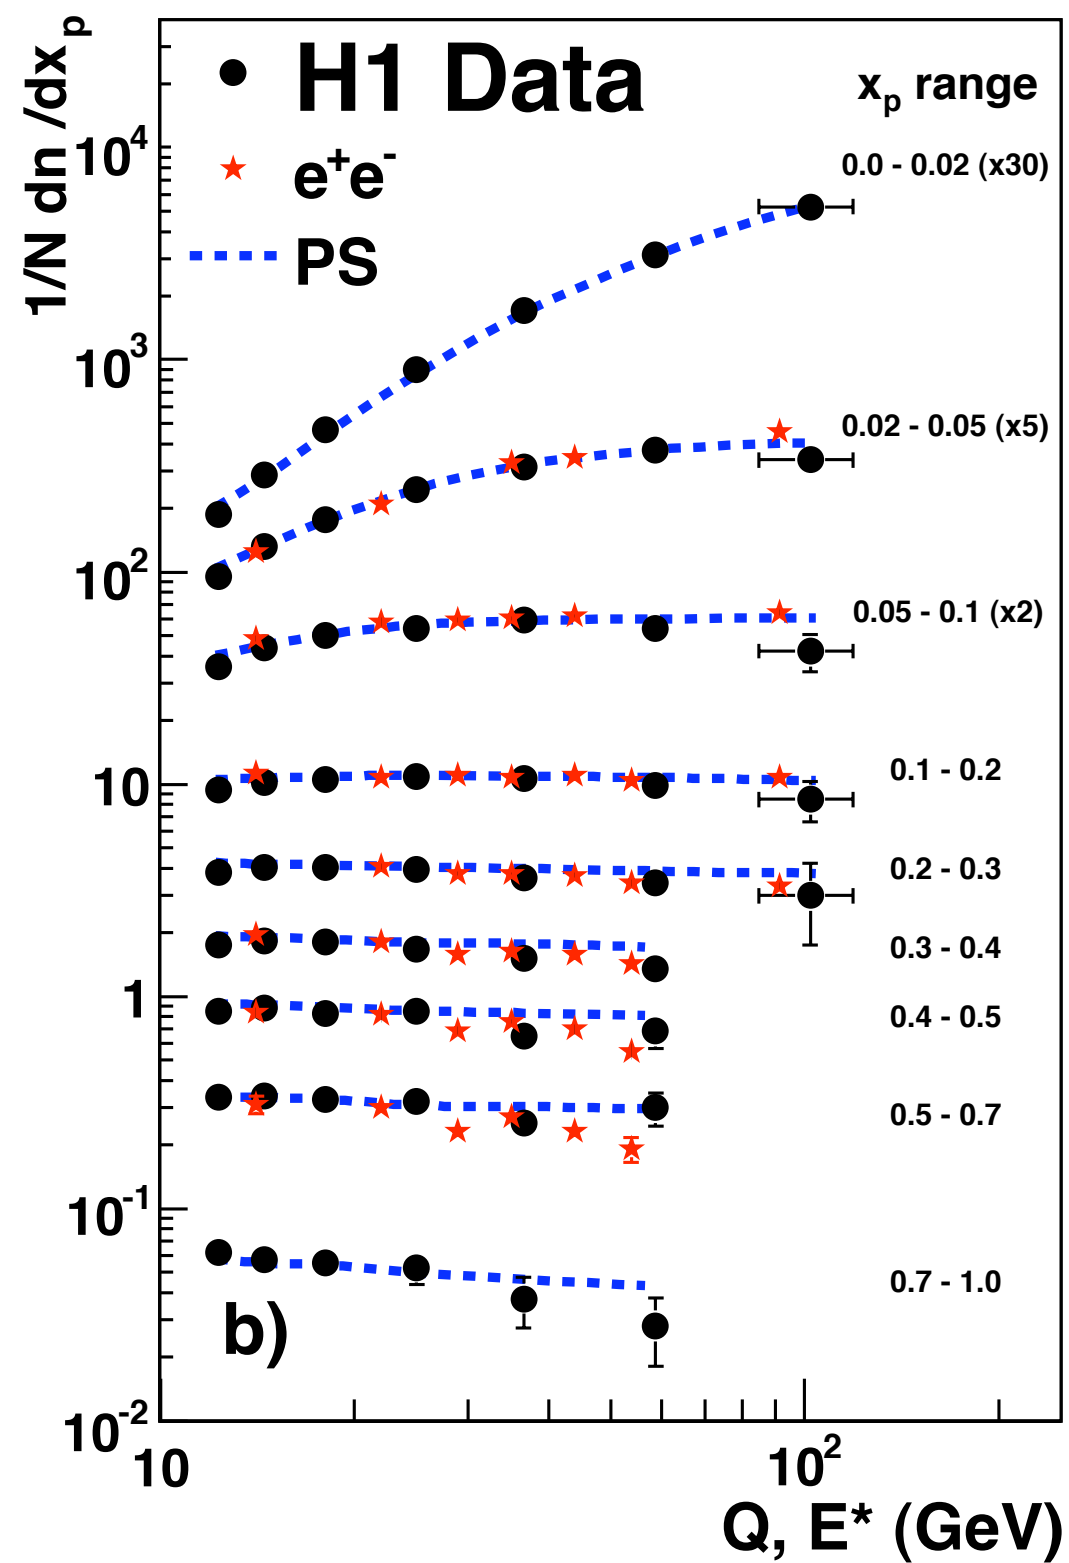 1/N dn /dxₚ
H1 Data
e⁺e⁻
PS
xₚ range
0.0 - 0.02 (x30)
0.02 - 0.05 (x5)
0.05 - 0.1 (x2)
0.1 - 0.2
0.2 - 0.3
0.3 - 0.4
0.4 - 0.5
0.5 - 0.7
0.7 - 1.0
10⁴
10³
10²
10
1
10⁻¹
10⁻²
b)
10
10²
Q, E* (GeV)